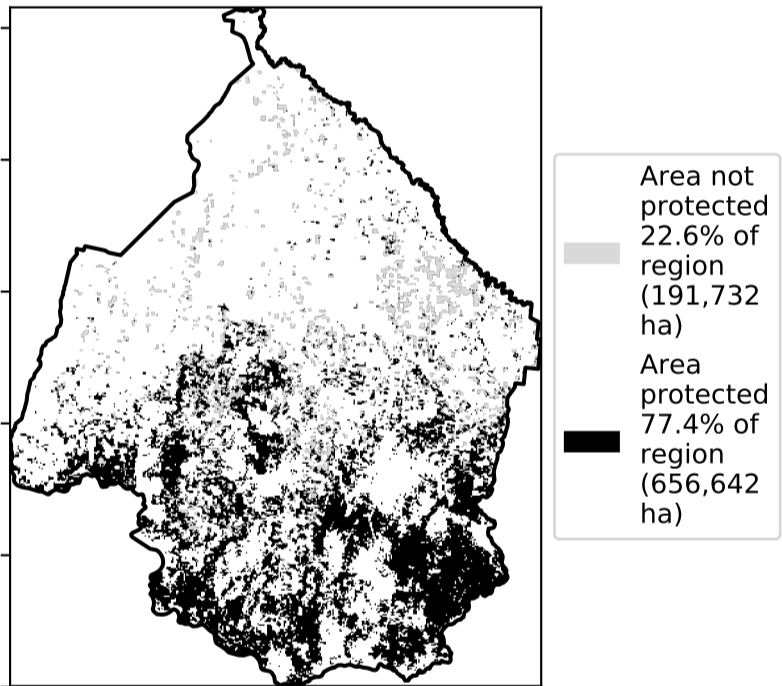 Area not
protected
22.6% of
region
(191,732
ha)
Area
protected
77.4% of
region
(656,642
ha)